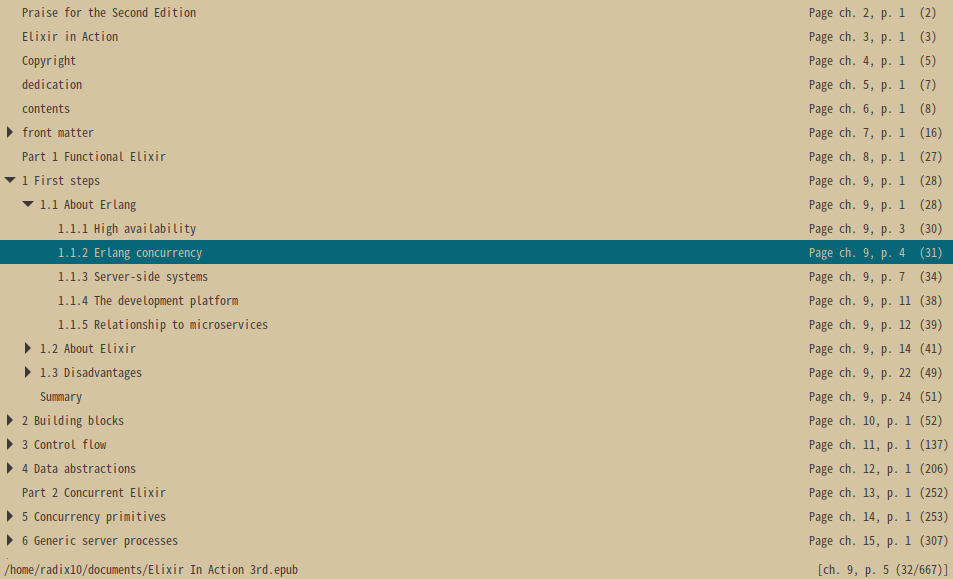 Praise for the Second Edition Page ch. 2, p. 1 (2)
Elixir in Action Page ch. 3, p. 1 (3)
Copyright Page ch. 4, p. 1 (5)
dedication Page ch. 5, p. 1 (7)
contents Page ch. 6, p. 1 (8)
front matter Page ch. 7, p. 1 (16)
Part 1 Functional Elixir Page ch. 8, p. 1 (27)
1 First steps Page ch. 9, p. 1 (28)
1.1 About Erlang Page ch. 9, p. 1 (28)
1.1.1 High availability Page ch. 9, p. 3 (30)
1.1.2 Erlang concurrency Page ch. 9, p. 4 (31)
1.1.3 Server-side systems Page ch. 9, p. 7 (34)
1.1.4 The development platform Page ch. 9, p. 11 (38)
1.1.5 Relationship to microservices Page ch. 9, p. 12 (39)
1.2 About Elixir Page ch. 9, p. 14 (41)
1.3 Disadvantages Page ch. 9, p. 22 (49)
Summary Page ch. 9, p. 24 (51)
2 Building blocks Page ch. 10, p. 1 (52)
3 Control flow Page ch. 11, p. 1 (137)
4 Data abstractions Page ch. 12, p. 1 (206)
Part 2 Concurrent Elixir Page ch. 13, p. 1 (252)
5 Concurrency primitives Page ch. 14, p. 1 (253)
6 Generic server processes Page ch. 15, p. 1 (307)
/home/radix10/documents/Elixir In Action 3rd.epub [ch. 9, p. 5 (32/667)]